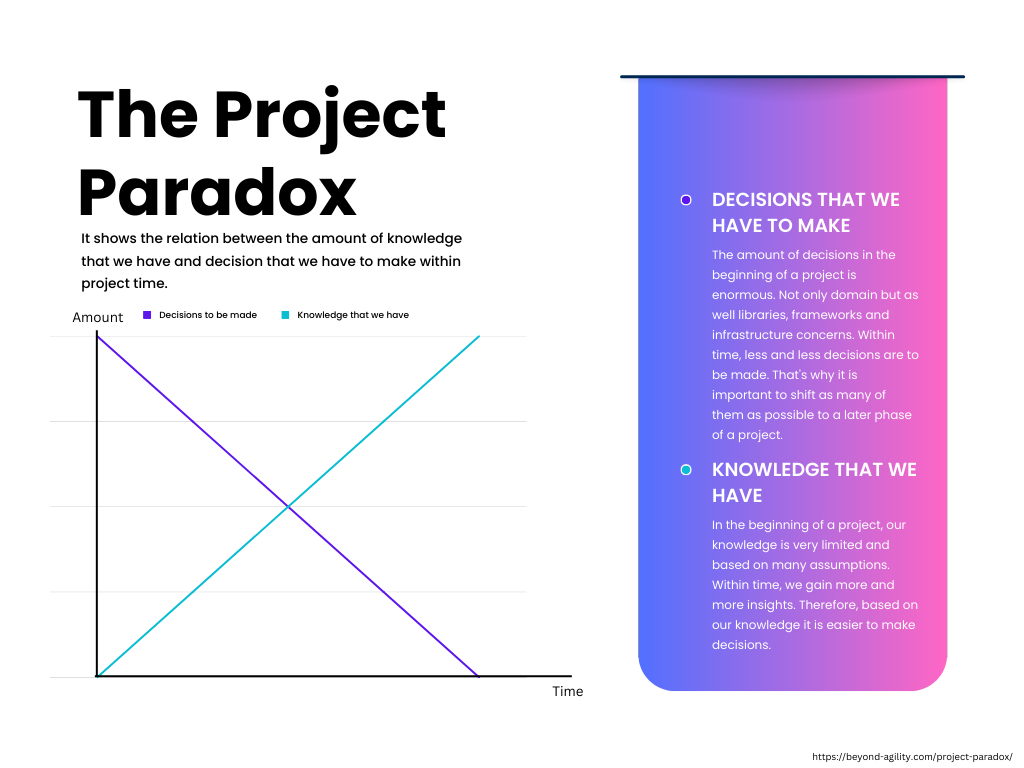 The Project
Paradox
It shows the relation between the amount of knowledge
that we have and decision that we have to make within
project time.
Amount
Decisions to be made
Knowledge that we have
Time
DECISIONS THAT WE
HAVE TO MAKE
The amount of decisions in the
beginning of a project is
enormous. Not only domain but as
well libraries, frameworks and
infrastructure concerns. Within
time, less and less decisions are to
be made. That's why it is
important to shift as many of
them as possible to a later phase
of a project.
KNOWLEDGE THAT WE
HAVE
In the beginning of a project, our
knowledge is very limited and
based on many assumptions.
Within time, we gain more and
more insights. Therefore, based on
our knowledge it is easier to make
decisions.
https://beyond-agility.com/project-paradox/